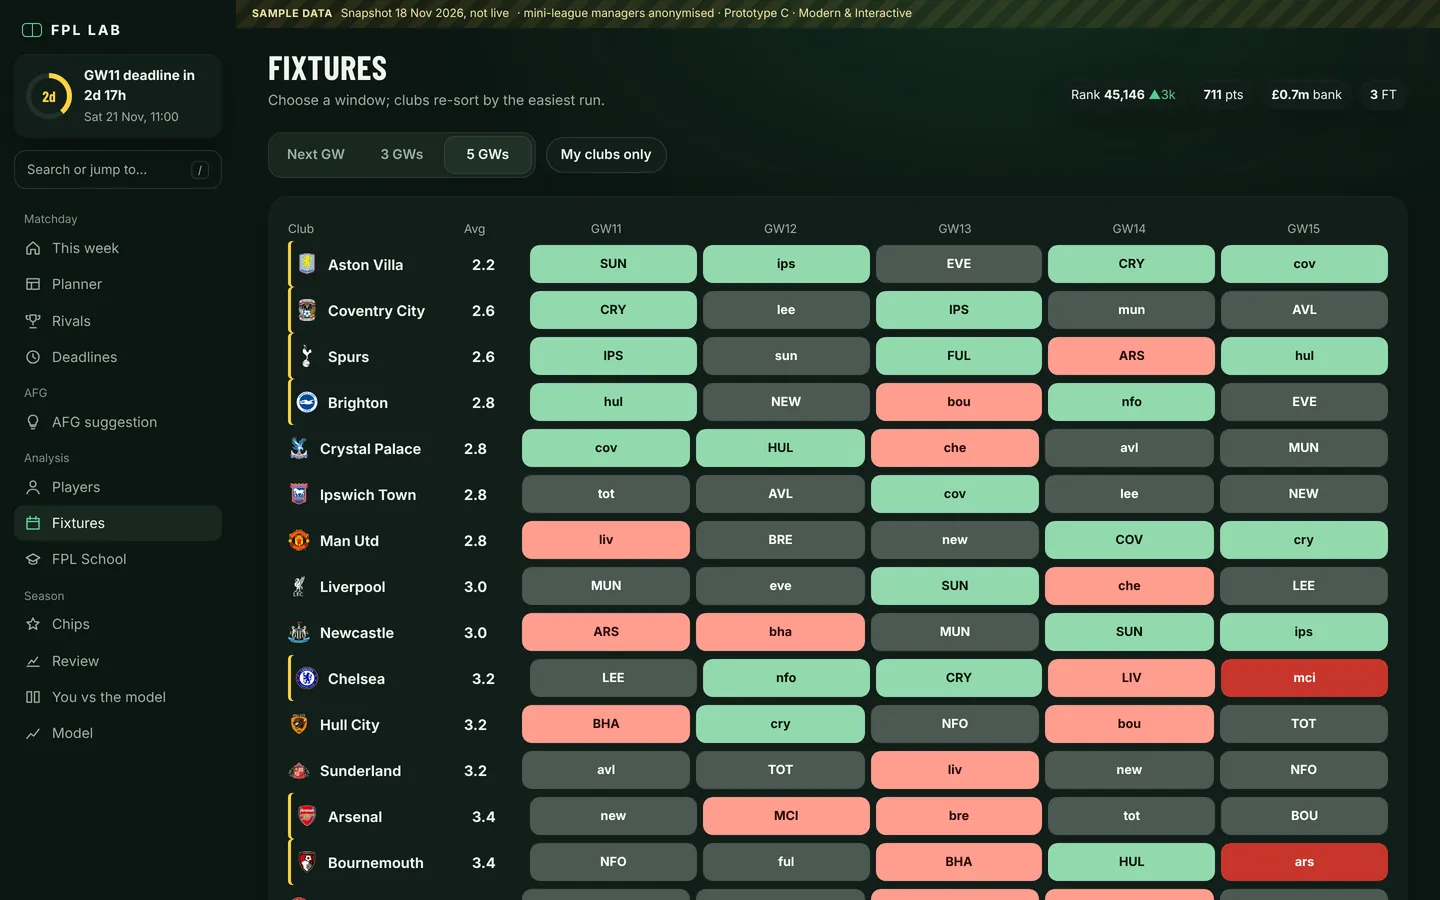 SAMPLE DATA Snapshot 18 Nov 2026, not live · mini-league managers anonymised · Prototype C · Modern & Interactive
FPL LAB
2d
GW11 deadline in
2d 17h
Sat 21 Nov, 11:00
Search or jump to... /
Matchday
This week
Planner
Rivals
Deadlines
AFG
AFG suggestion
Analysis
Players
Fixtures
FPL School
Season
Chips
Review
You vs the model
Model
FIXTURES
Choose a window; clubs re-sort by the easiest run.
Rank 45,146 ▲3k 711 pts £0.7m bank 3 FT
Next GW 3 GWs 5 GWs My clubs only
Club Avg GW11 GW12 GW13 GW14 GW15
Aston Villa 2.2 SUN ips EVE CRY cov
Coventry City 2.6 CRY lee IPS mun AVL
Spurs 2.6 IPS sun FUL ARS hul
Brighton 2.8 hul NEW bou nfo EVE
Crystal Palace 2.8 cov HUL che avl MUN
Ipswich Town 2.8 tot AVL cov lee NEW
Man Utd 2.8 liv BRE new COV cry
Liverpool 3.0 MUN eve SUN che LEE
Newcastle 3.0 ARS bha MUN SUN ips
Chelsea 3.2 LEE nfo CRY LIV mci
Hull City 3.2 BHA cry NFO bou TOT
Sunderland 3.2 avl TOT liv new NFO
Arsenal 3.4 new MCI bre tot BOU
Bournemouth 3.4 NFO ful BHA HUL ars